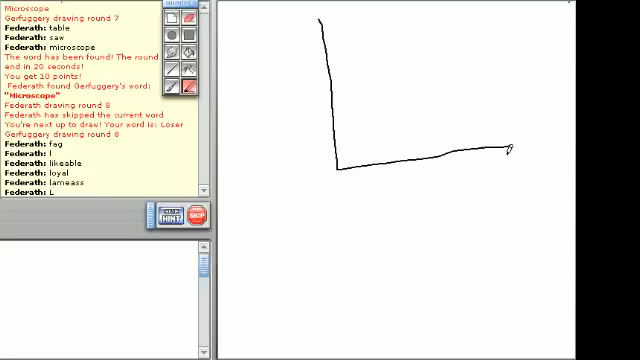 Microscope
Gerfuggery drawing round 7
Federath: table
Federath: saw
Federath: microscope
The word has been found! The round
end in 20 seconds!
You get 10 points!
Federath found Gerfuggery's word:
"Microscope"
Federath drawing round 8
Federath has skipped the current word
You're next up to draw! Your word is: Loser
Gerfuggery drawing round 8
Federath: fag
Federath: l
Federath: likeable
Federath: loyal
Federath: lameass
Federath: L
HINT
SKIP